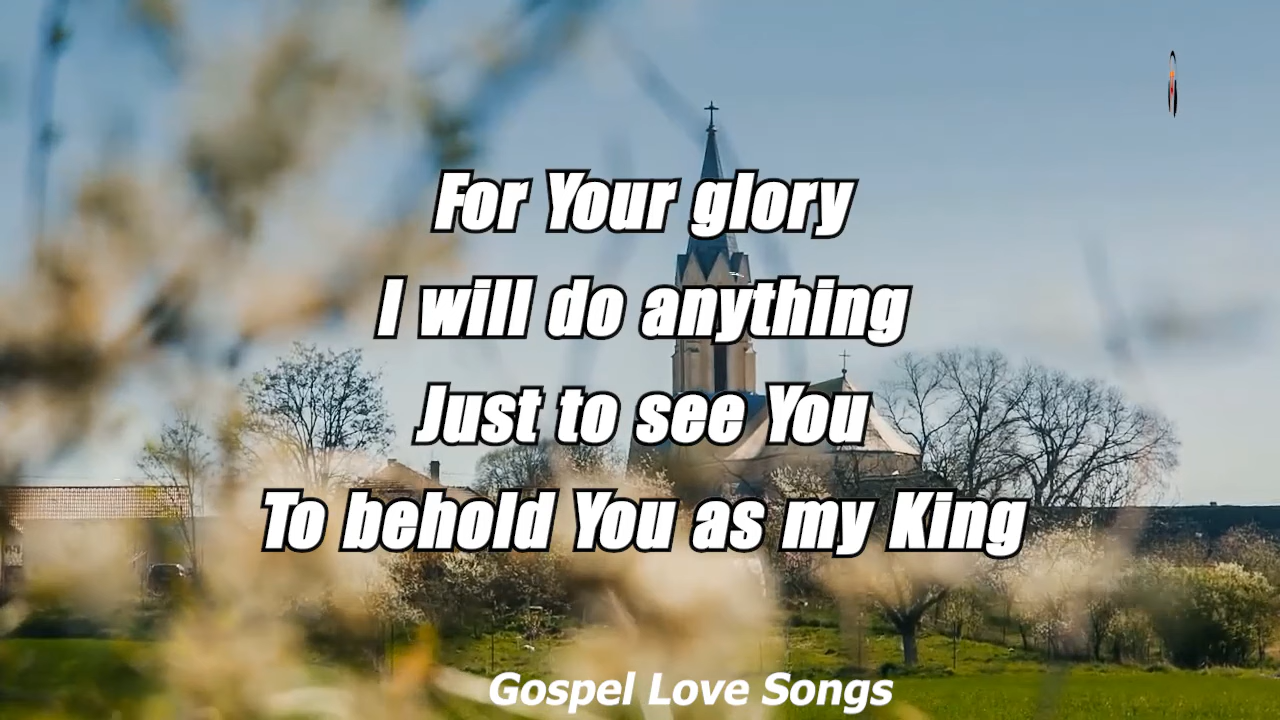 For Your glory
I will do anything
Just to see You
To behold You as my King
Gospel Love Songs